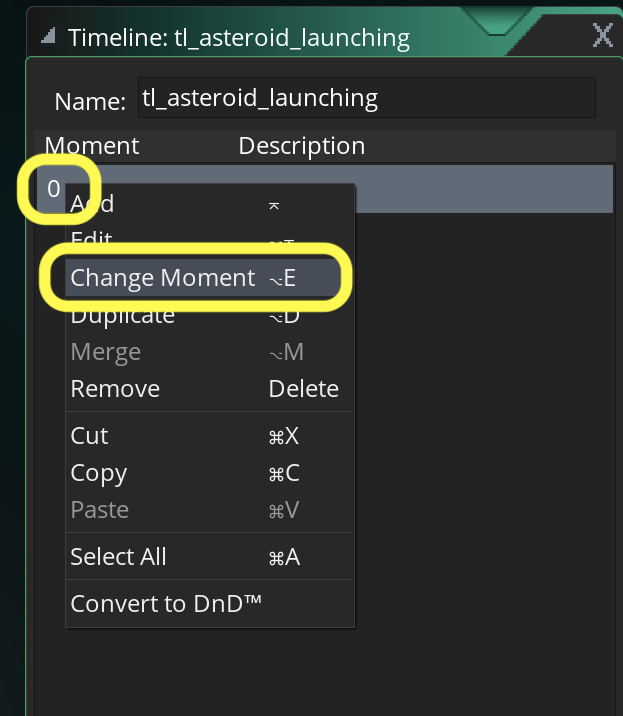 Timeline: tl_asteroid_launching
Name: tl_asteroid_launching
Moment Description
0
Add ⌅
Edit
Change Moment ⌥E
Duplicate ⌥D
Merge ⌥M
Remove Delete
Cut ⌘X
Copy ⌘C
Paste ⌘V
Select All ⌘A
Convert to DnD™